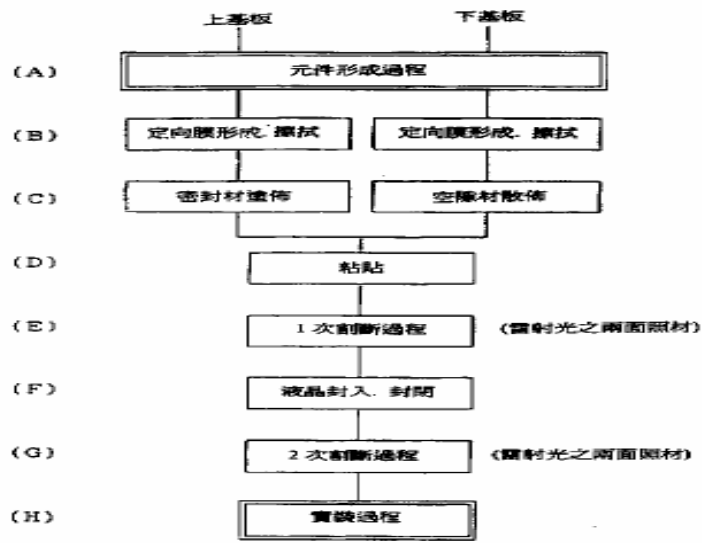 上基板 下基板
(A) 元件形成過程
(B) 定向膜形成.擦拭 定向膜形成.擦拭
(C) 密封材塗佈 空隙材散佈
(D) 粘貼
(E) 1次割斷過程 (雷射光之兩面照材)
(F) 液晶封入.封閉
(G) 2次割斷過程 (雷射光之兩面照材)
(H) 實裝過程